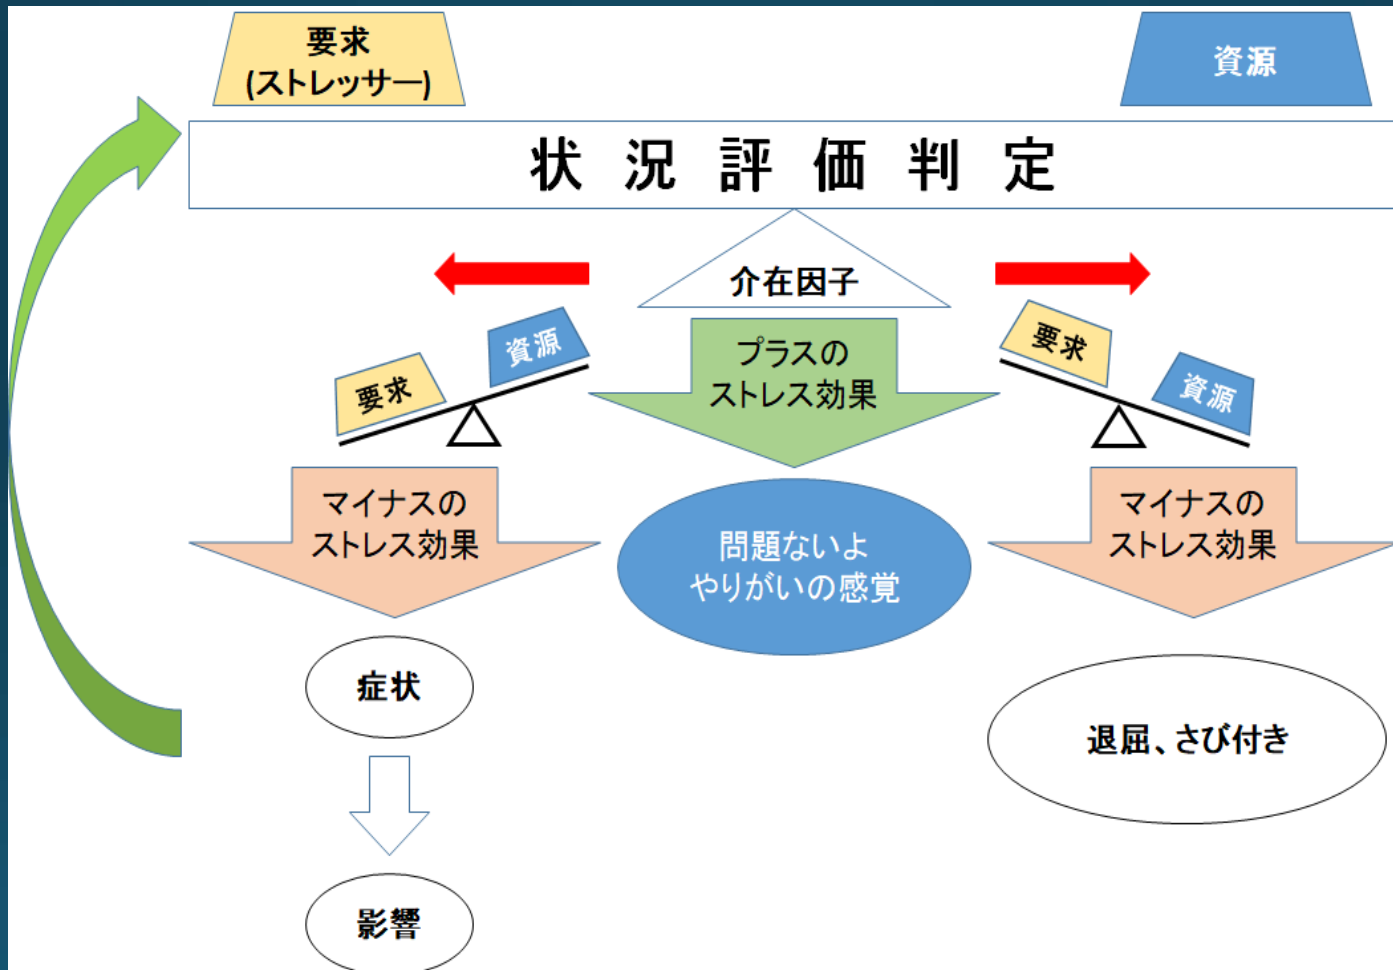 要求
(ストレッサー)
資源
状況評価判定
介在因子
プラスの
ストレス効果
資源
要求
要求
資源
マイナスの
ストレス効果
問題ないよ
やりがいの感覚
マイナスの
ストレス効果
症状
退屈、さび付き
影響